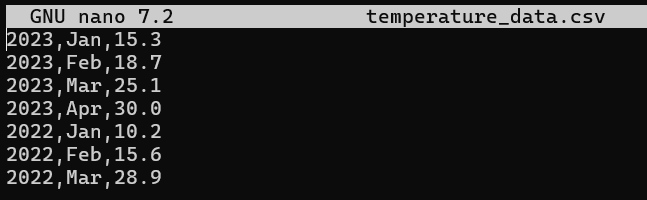 GNU nano 7.2 temperature_data.csv
2023,Jan,15.3
2023,Feb,18.7
2023,Mar,25.1
2023,Apr,30.0
2022,Jan,10.2
2022,Feb,15.6
2022,Mar,28.9